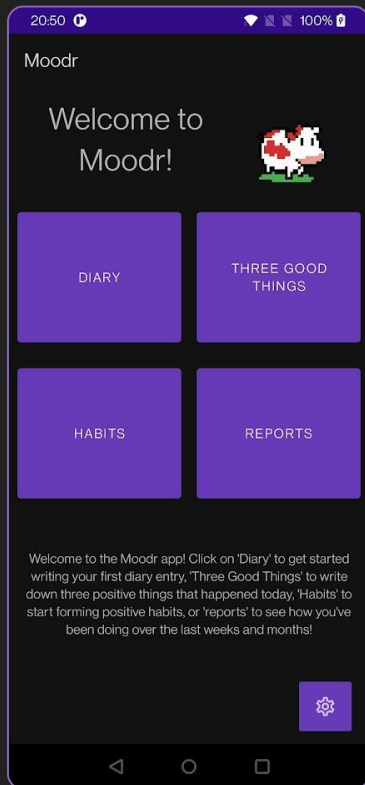 20:50 100%
Moodr
Welcome to
Moodr!
DIARY
THREE GOOD
THINGS
HABITS
REPORTS
Welcome to the Moodr app! Click on 'Diary' to get started
writing your first diary entry, 'Three Good Things' to write
down three positive things that happened today, 'Habits' to
start forming positive habits, or 'reports' to see how you've
been doing over the last weeks and months!